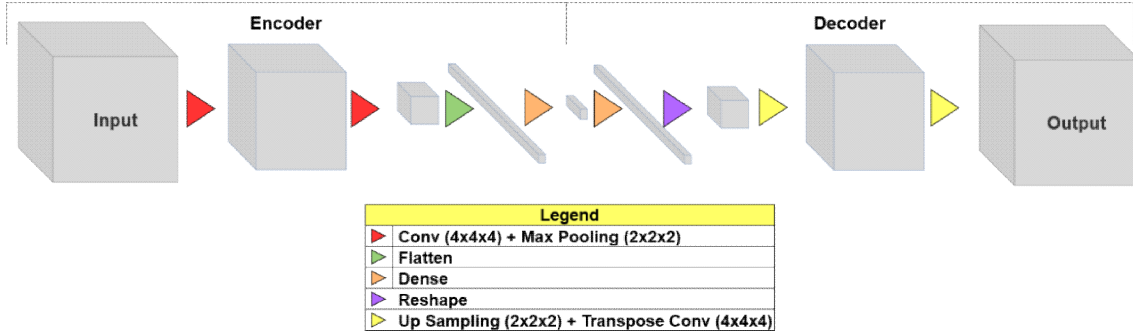 Encoder
Decoder
Input
Output
Legend
Conv (4x4x4) + Max Pooling (2x2x2)
Flatten
Dense
Reshape
Up Sampling (2x2x2) + Transpose Conv (4x4x4)